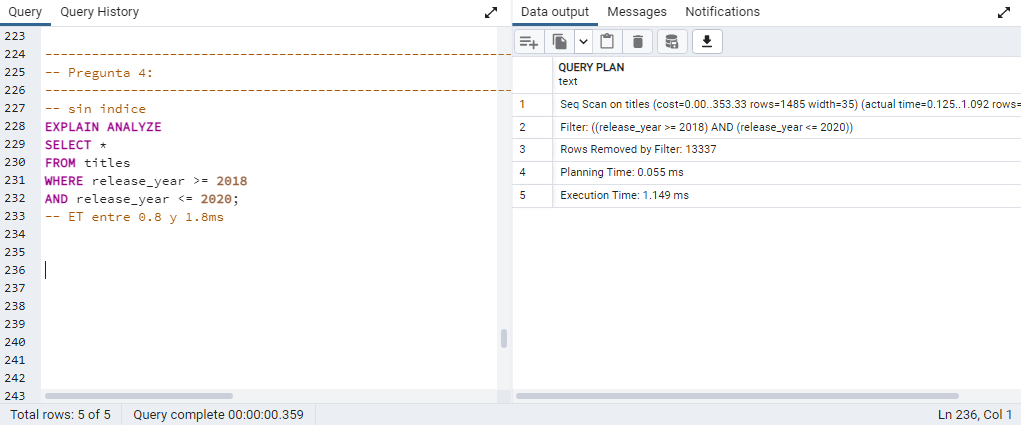 Query Query History
223
224 --------------------------------------------------------------
225 -- Pregunta 4:
226 --------------------------------------------------------------
227 -- sin indice
228 EXPLAIN ANALYZE
229 SELECT *
230 FROM titles
231 WHERE release_year >= 2018
232 AND release_year <= 2020;
233 -- ET entre 0.8 y 1.8ms
234
235
236
237
238
239
240
241
242
243
Data output Messages Notifications
QUERY PLAN
text
1 Seq Scan on titles (cost=0.00..353.33 rows=1485 width=35) (actual time=0.125..1.092 rows=
2 Filter: ((release_year >= 2018) AND (release_year <= 2020))
3 Rows Removed by Filter: 13337
4 Planning Time: 0.055 ms
5 Execution Time: 1.149 ms
Total rows: 5 of 5 Query complete 00:00:00.359 Ln 236, Col 1